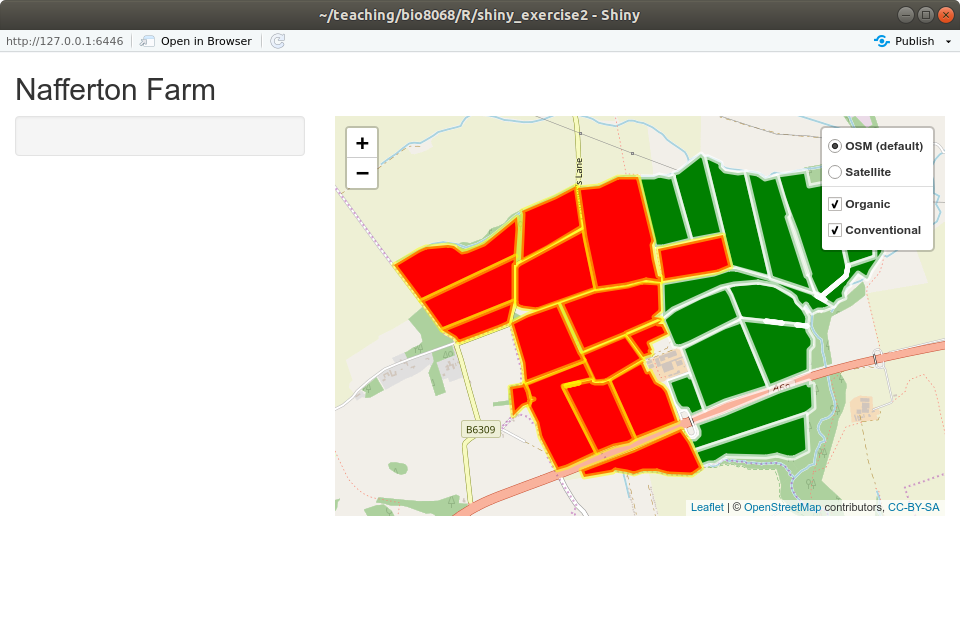 ~/teaching/bio8068/R/shiny_exercise2 - Shiny
http://127.0.0.1:6446 Open in Browser Publish
Nafferton Farm
+
−
s Lane
OSM (default)
Satellite
Organic
Conventional
B6309
Leaflet | © OpenStreetMap contributors, CC-BY-SA